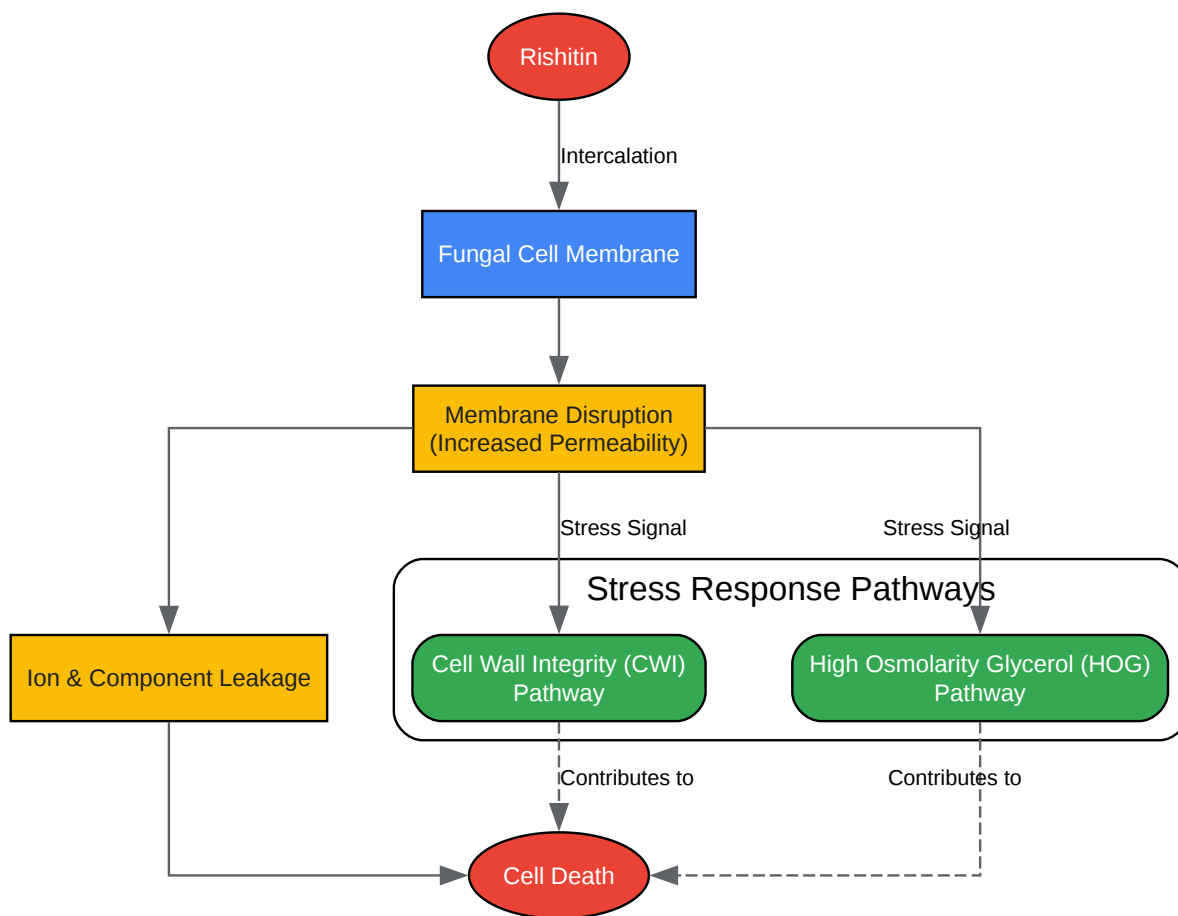 Rishitin
Intercalation
Fungal Cell Membrane
Membrane Disruption
(Increased Permeability)
Stress Signal
Stress Signal
Stress Response Pathways
Ion & Component Leakage
Cell Wall Integrity (CWI)
Pathway
High Osmolarity Glycerol (HOG)
Pathway
Contributes to
Contributes to
Cell Death